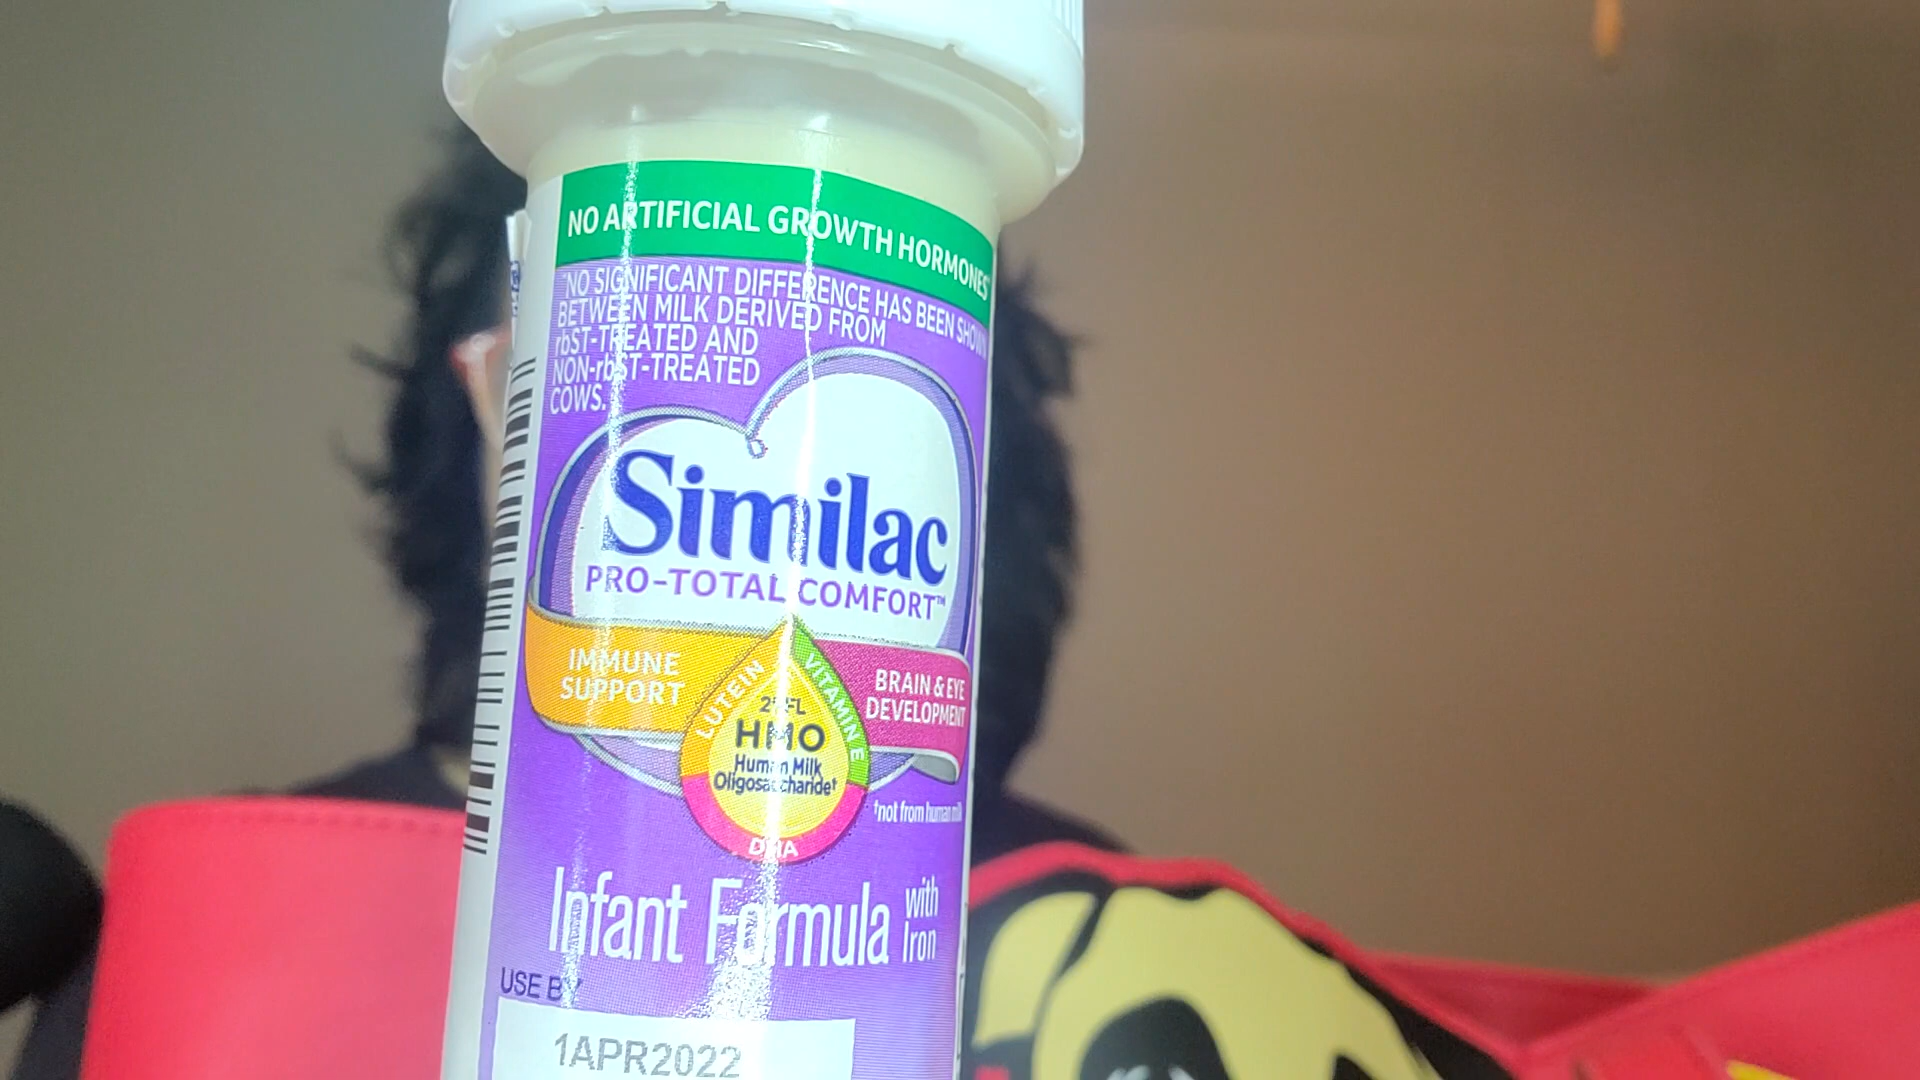 NO ARTIFICIAL GROWTH HORMONES*
*NO SIGNIFICANT DIFFERENCE HAS BEEN SHOWN
BETWEEN MILK DERIVED FROM
rbST-TREATED AND
NON-rbST-TREATED
COWS.
Similac
PRO-TOTAL COMFORT™
IMMUNE
SUPPORT
LUTEIN
VITAMIN E
BRAIN & EYE
DEVELOPMENT
2'-FL
HMO
Human Milk
Oligosaccharide†
†not from human milk
DHA
Infant Formula with
Iron
USE BY
1APR2022